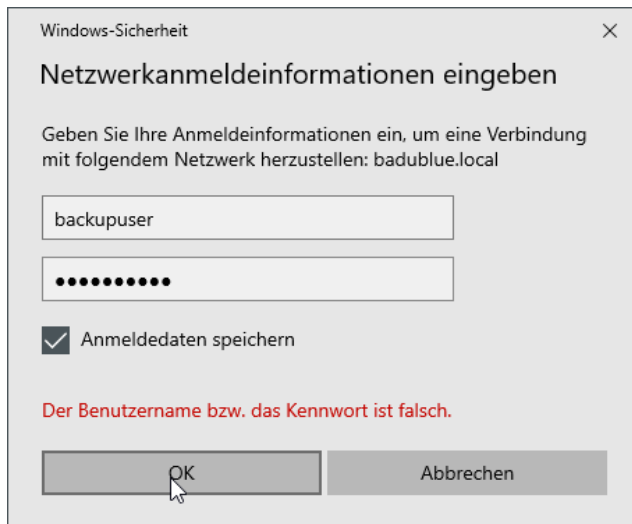 Windows-Sicherheit
Netzwerkanmeldeinformationen eingeben
Geben Sie Ihre Anmeldeinformationen ein, um eine Verbindung
mit folgendem Netzwerk herzustellen: badublue.local
backupuser
●●●●●●●●●●
Anmeldedaten speichern
Der Benutzername bzw. das Kennwort ist falsch.
OK
Abbrechen